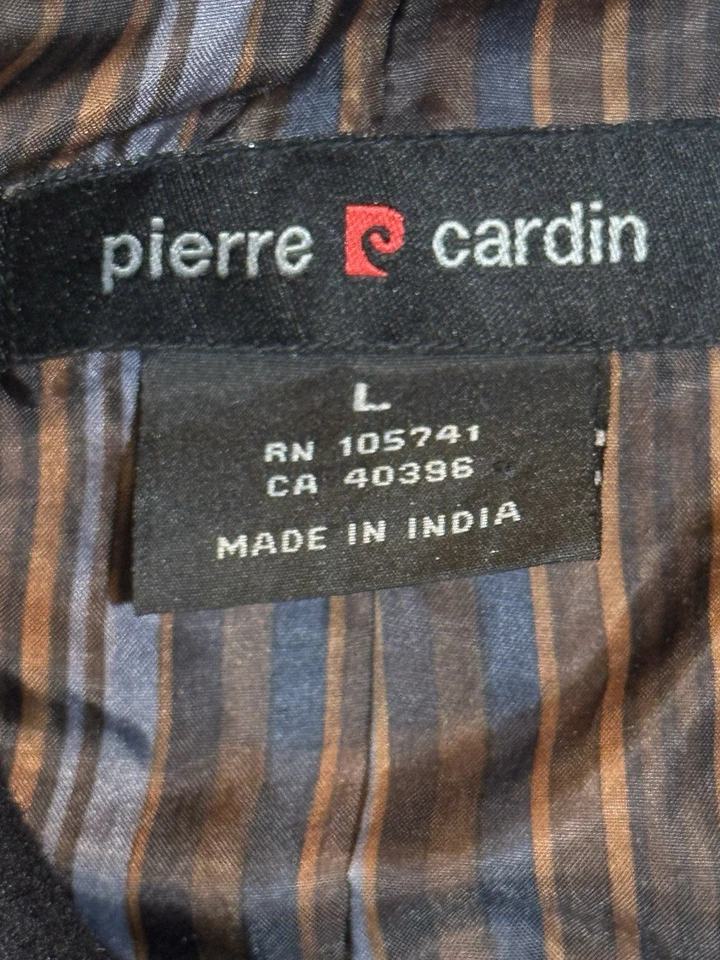 pierre cardin
L
RN 105741
CA 40396
MADE IN INDIA